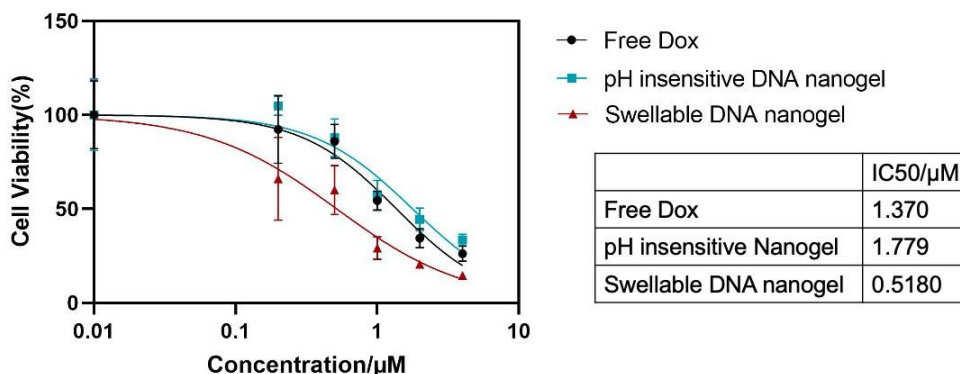 150
100
50
0
Cell Viability(%)
0.01 0.1 1 10
Concentration/µM
Free Dox
pH insensitive DNA nanogel
Swellable DNA nanogel
IC50/µM
Free Dox 1.370
pH insensitive Nanogel 1.779
Swellable DNA nanogel 0.5180